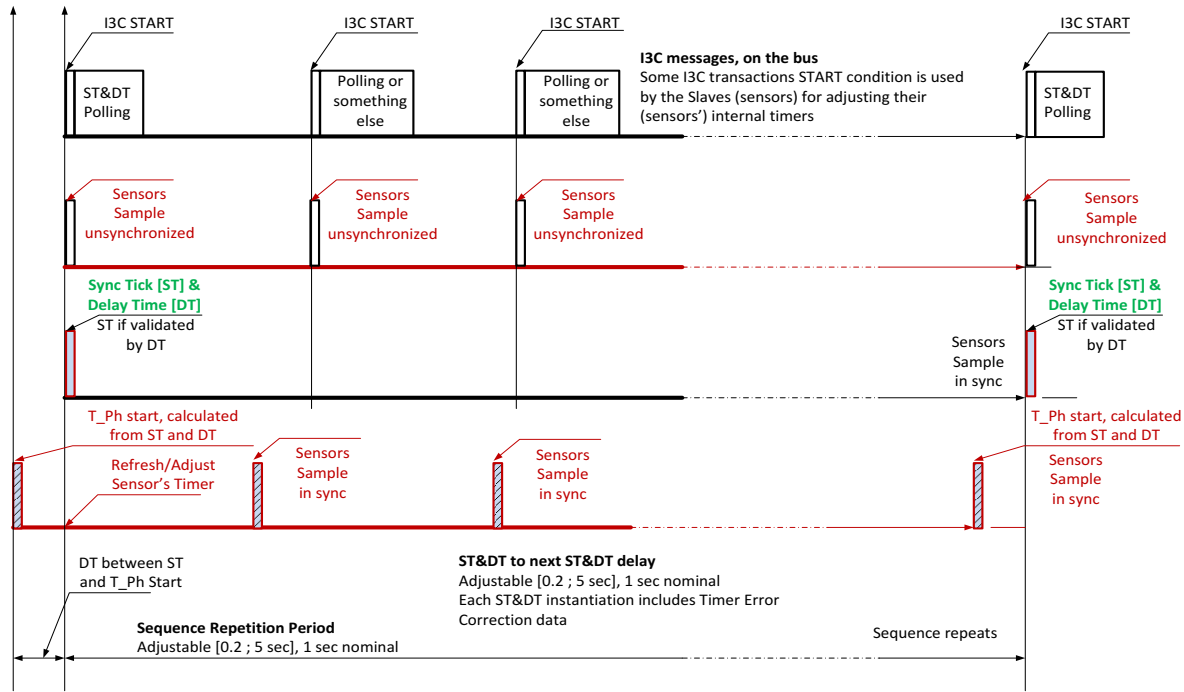 I3C START
I3C START
I3C START
I3C START
ST&DT
Polling
Polling or
something
else
Polling or
something
else
I3C messages, on the bus
Some I3C transactions START condition is used
by the Slaves (sensors) for adjusting their
(sensors’) internal timers
ST&DT
Polling
Sensors
Sample
unsynchronized
Sensors
Sample
unsynchronized
Sensors
Sample
unsynchronized
Sensors
Sample
unsynchronized
Sync Tick [ST] &
Delay Time [DT]
ST if validated
by DT
Sensors
Sample
in sync
Sync Tick [ST] &
Delay Time [DT]
ST if validated
by DT
T_Ph start, calculated
from ST and DT
Refresh/Adjust
Sensor’s Timer
Sensors
Sample
in sync
Sensors
Sample
in sync
T_Ph start, calculated
from ST and DT
Sensors
Sample
in sync
DT between ST
and T_Ph Start
ST&DT to next ST&DT delay
Adjustable [0.2 ; 5 sec], 1 sec nominal
Each ST&DT instantiation includes Timer Error
Correction data
Sequence Repetition Period
Adjustable [0.2 ; 5 sec], 1 sec nominal
Sequence repeats